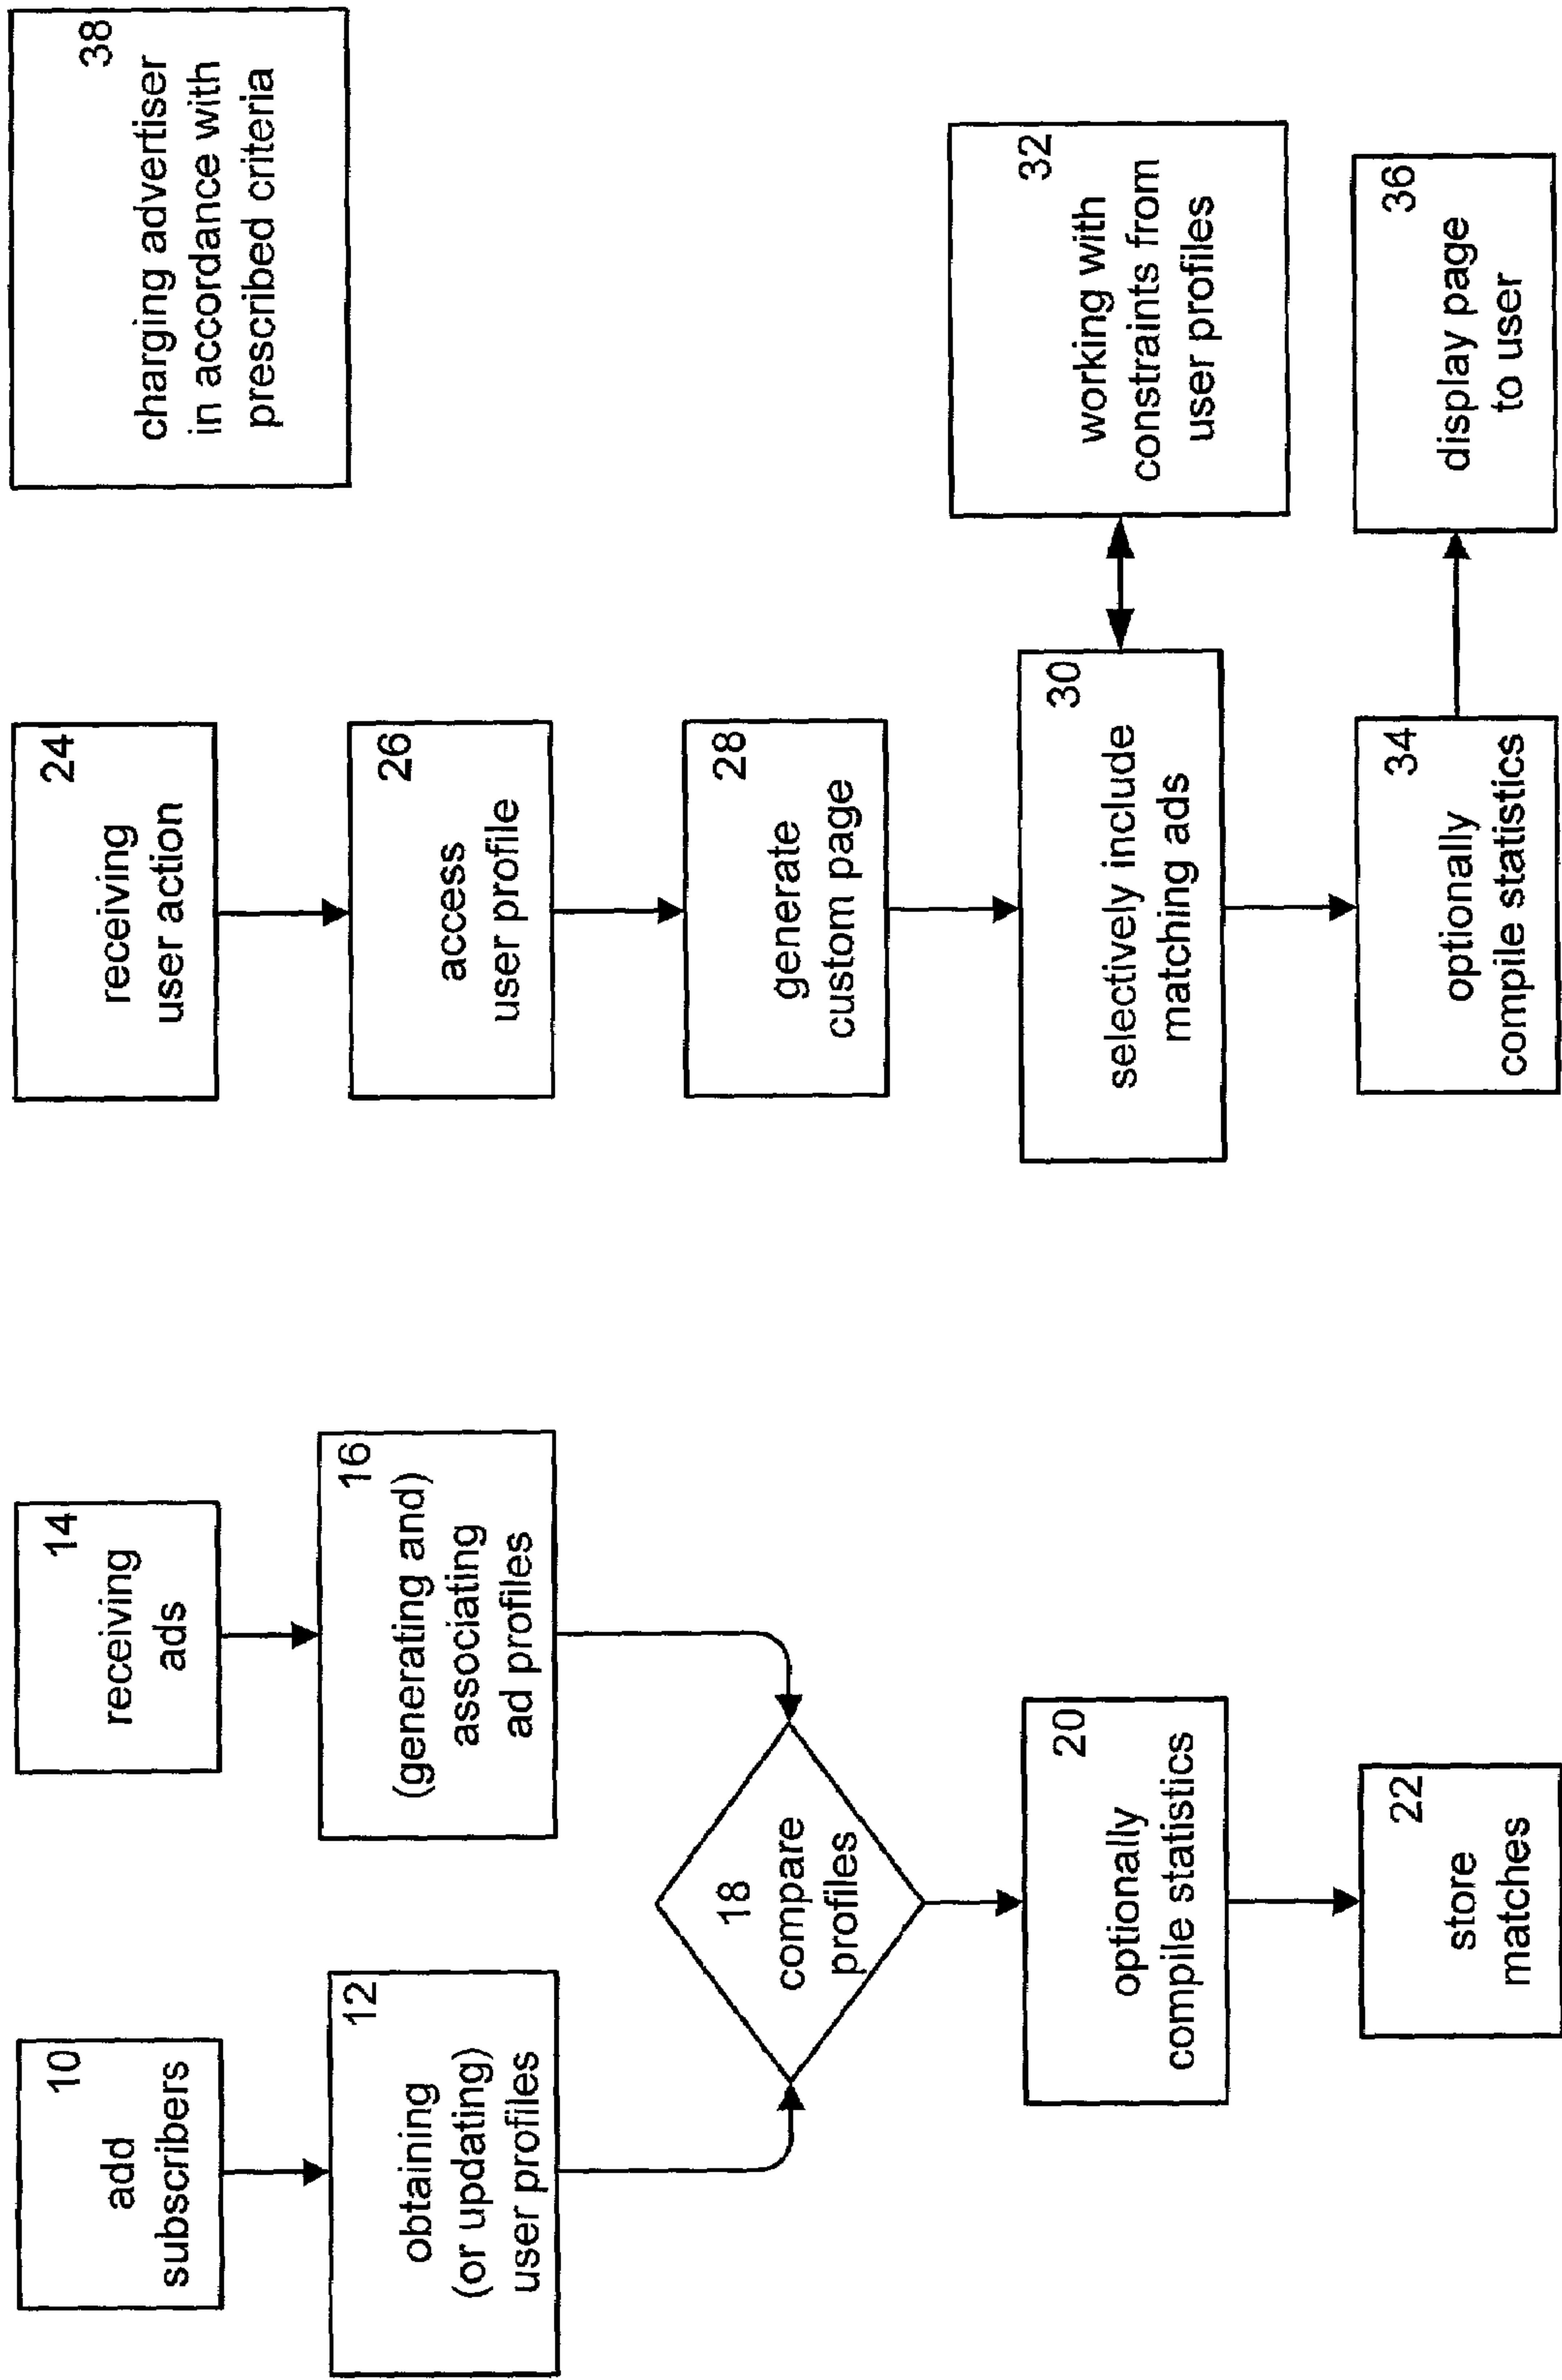 10
add
subscribers
12
obtaining
(or updating)
user profiles
14
receiving
ads
16
(generating and)
associating
ad profiles
18
compare
profiles
20
optionally
compile statistics
22
store
matches
24
receiving
user action
26
access
user profile
28
generate
custom page
30
selectively include
matching ads
32
working with
constraints from
user profiles
34
optionally
compile statistics
36
display page
to user
38
charging advertiser
in accordance with
prescribed criteria